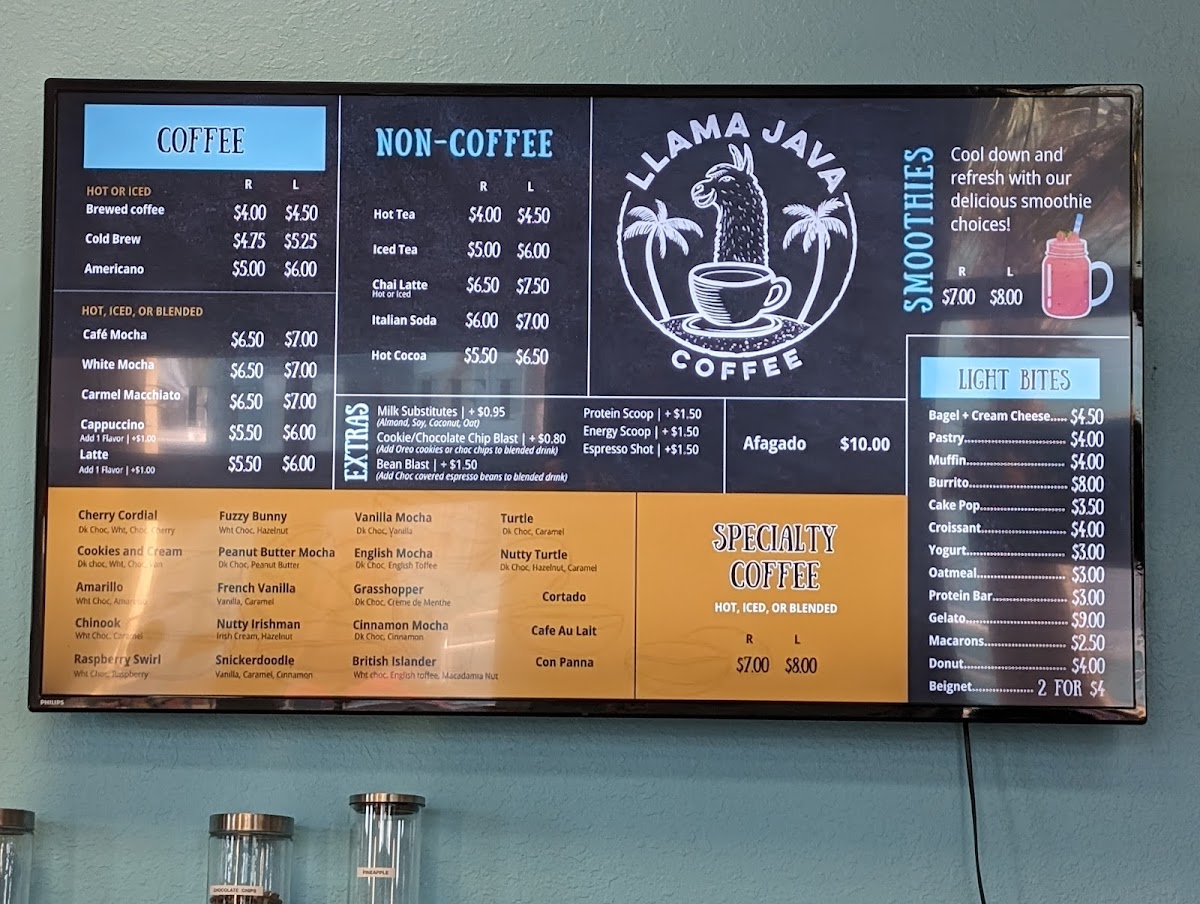 COFFEE
HOT OR ICED R L
Brewed coffee $4.00 $4.50
Cold Brew $4.75 $5.25
Americano $5.00 $6.00
HOT, ICED, OR BLENDED
Café Mocha $6.50 $7.00
White Mocha $6.50 $7.00
Carmel Macchiato $6.50 $7.00
Cappuccino $5.50 $6.00
Add 1 Flavor | +$1.00
Latte $5.50 $6.00
Add 1 Flavor | +$1.00
NON-COFFEE
R L
Hot Tea $4.00 $4.50
Iced Tea $5.00 $6.00
Chai Latte $6.50 $7.50
Hot or Iced
Italian Soda $6.00 $7.00
Hot Cocoa $5.50 $6.50
LLAMA JAVA
COFFEE
SMOOTHIES
Cool down and
refresh with our
delicious smoothie
choices!
R L
$7.00 $8.00
EXTRAS
Milk Substitutes | + $0.95
(Almond, Soy, Coconut, Oat)
Cookie/Chocolate Chip Blast | + $0.80
(Add Oreo cookies or choc chips to blended drink)
Bean Blast | + $1.50
(Add Choc covered espresso beans to blended drink)
Protein Scoop | + $1.50
Energy Scoop | + $1.50
Espresso Shot | +$1.50
Afagado $10.00
LIGHT BITES
Bagel + Cream Cheese..... $4.50
Pastry........................ $4.00
Muffin........................ $4.00
Burrito....................... $8.00
Cake Pop.................... $3.50
Croissant.................... $4.00
Yogurt....................... $3.00
Oatmeal..................... $3.00
Protein Bar................. $3.00
Gelato....................... $9.00
Macarons.................... $2.50
Donut........................ $4.00
Beignet................ 2 FOR $4
Cherry Cordial
Dk Choc, Wht, Choc, Cherry
Cookies and Cream
Dk choc, Wht, Choc, Van
Amarillo
Wht Choc, Amaretto
Chinook
Wht Choc, Caramel
Raspberry Swirl
Wht Choc, Raspberry
Fuzzy Bunny
Wht Choc, Hazelnut
Peanut Butter Mocha
Dk Choc, Peanut Butter
French Vanilla
Vanilla, Caramel
Nutty Irishman
Irish Cream, Hazelnut
Snickerdoodle
Vanilla, Caramel, Cinnamon
Vanilla Mocha
Dk Choc, Vanilla
English Mocha
Dk Choc, English Toffee
Grasshopper
Dk Choc, Creme de Menthe
Cinnamon Mocha
Dk Choc, Cinnamon
British Islander
Wht choc, English toffee, Macadamia Nut
Turtle
Dk Choc, Caramel
Nutty Turtle
Dk Choc, Hazelnut, Caramel
Cortado
Cafe Au Lait
Con Panna
SPECIALTY
COFFEE
HOT, ICED, OR BLENDED
R L
$7.00 $8.00
PHILIPS
CHOCOLATE CHIPS
PINEAPPLE